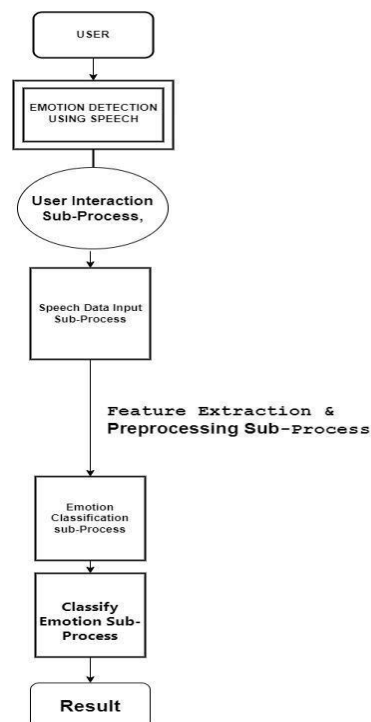 USER
EMOTION DETECTION
USING SPEECH
User Interaction
Sub-Process,
Speech Data Input
Sub-Process
Feature Extraction &
Preprocessing Sub-Process
Emotion
Classification
sub-Process
Classify
Emotion Sub-
Process
Result